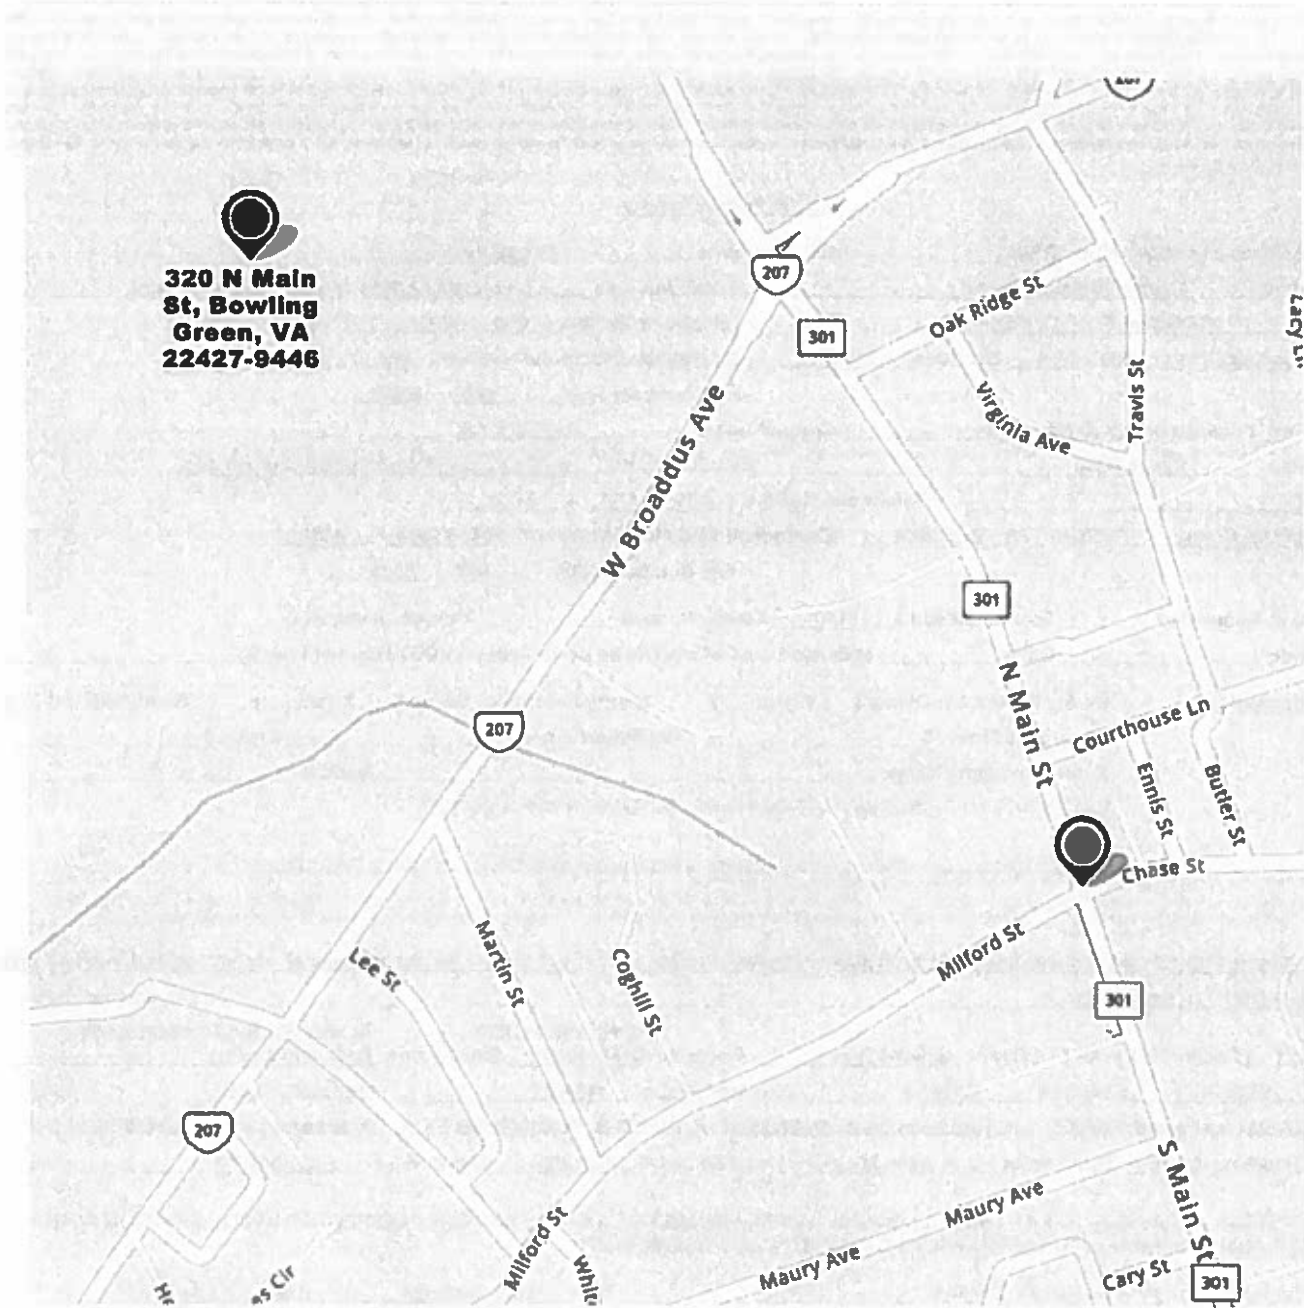 207
320 N Main
St, Bowling
Green, VA
22427-9446
207
301
Oak Ridge St
Travis St
Virginia Ave
W Broaddus Ave
301
N Main St
Courthouse Ln
207
Ennis St
Butler St
Chase St
Milford St
Lee St
Martin St
Coghill St
301
207
S Main St
Maury Ave
Milford St
Maury Ave
Cary St
301